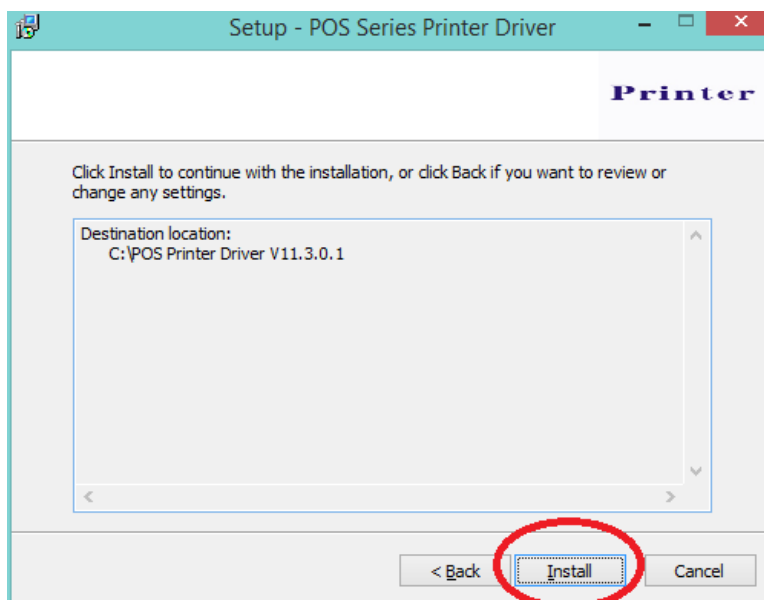 Setup - POS Series Printer Driver
Printer
Click Install to continue with the installation, or click Back if you want to review or
change any settings.
Destination location:
C:\POS Printer Driver V11.3.0.1
< Back
Install
Cancel